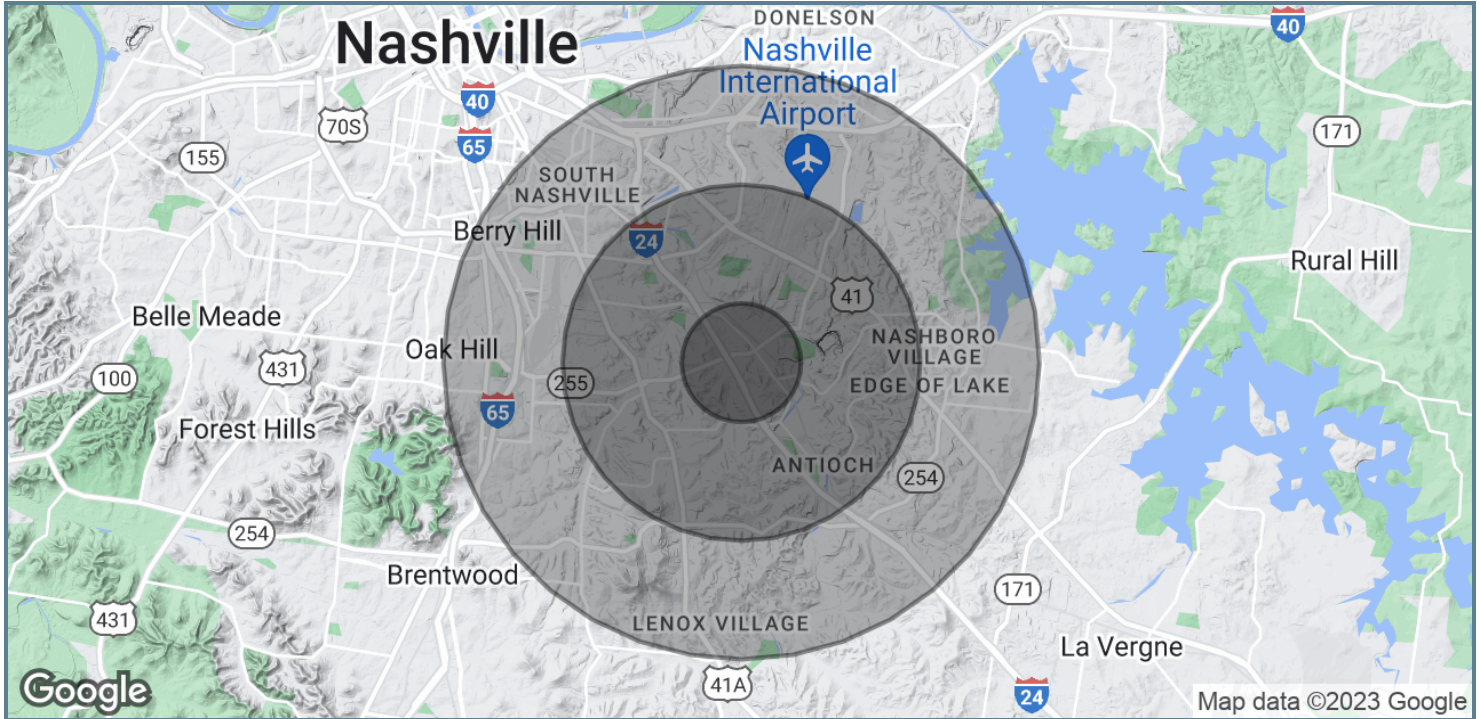 DONELSON
40
Nashville
Nashville
International
Airport
40
70S
65
171
155
SOUTH
NASHVILLE
Berry Hill
24
Rural Hill
41
Belle Meade
NASHBORO
VILLAGE
Oak Hill
431
100
255
EDGE OF LAKE
65
Forest Hills
ANTIOCH
254
254
Brentwood
171
431
LENOX VILLAGE
La Vergne
41A
24
Google
Map data ©2023 Google